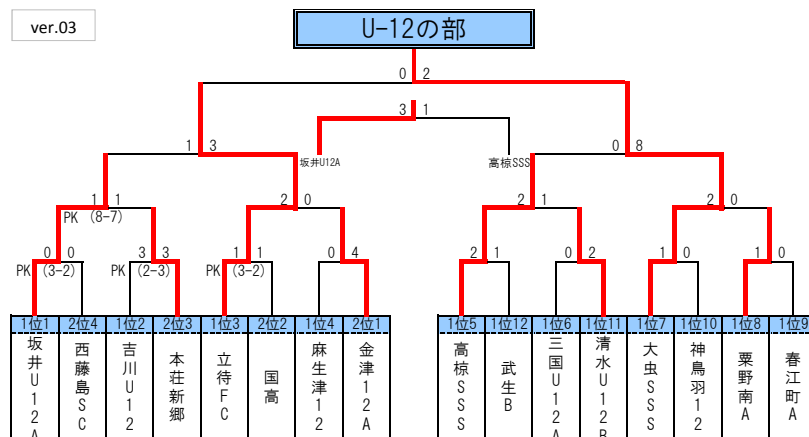 ver.03
U-12の部
0 2
3 1
坂井U12A
高椋SSS
1 3
0 8
1 1
PK (8-7)
2 0
2 1
2 0
0 0
PK (3-2)
3 3
PK (2-3)
1 1
PK (3-2)
0 4
2 1
0 2
1 0
1 0
1位1 2位4 1位2 2位3 1位3 2位2 1位4 2位1
1位5 1位12 1位6 1位11 1位7 1位10 1位8 1位9
坂井U12A
西藤島SC
吉川U12
本荘新郷
立待FC
国高
麻生津12
金津12A
高椋SSS
武生B
三国U12A
清水U12B
大虫SSS
神鳥羽12
粟野南A
春江町A